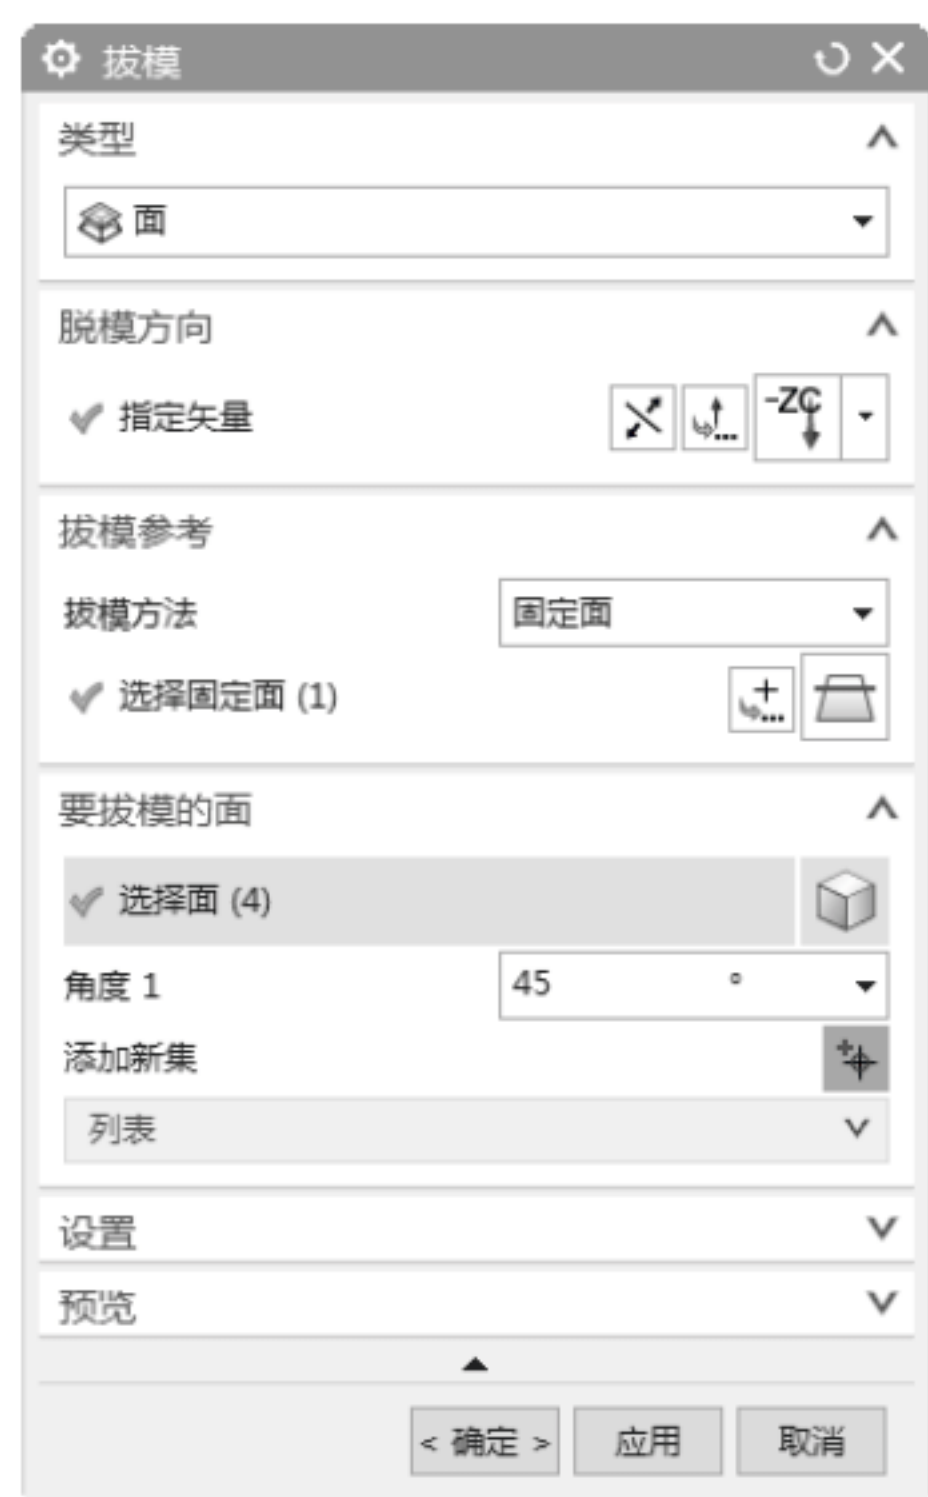 拔模
类型
面
脱模方向
指定矢量 -ZC
拔模参考
拔模方法 固定面
选择固定面 (1)
要拔模的面
选择面 (4)
角度 1 45 °
添加新集
列表
设置
预览
< 确定 > 应用 取消